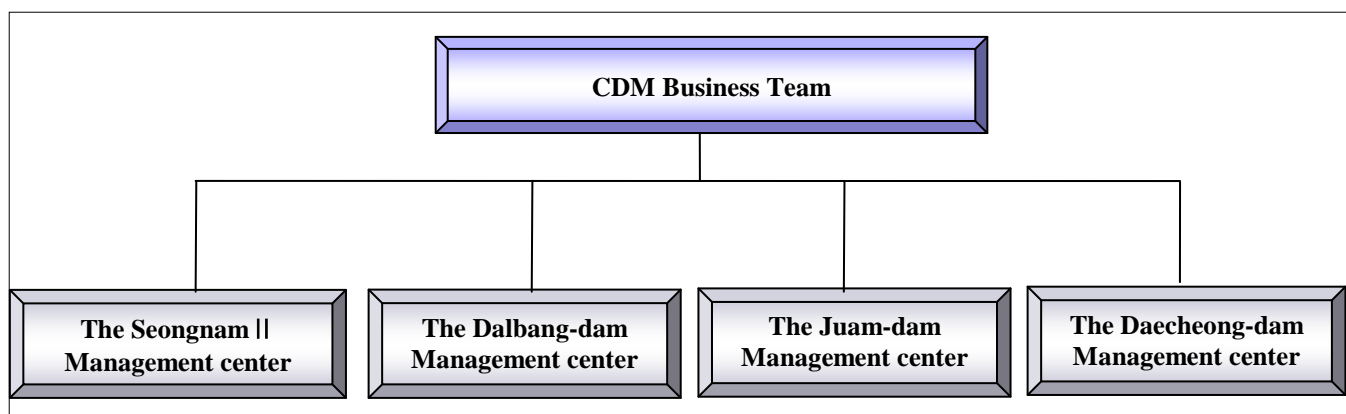 CDM Business Team
The Seongnam Ⅱ
Management center
The Dalbang-dam
Management center
The Juam-dam
Management center
The Daecheong-dam
Management center